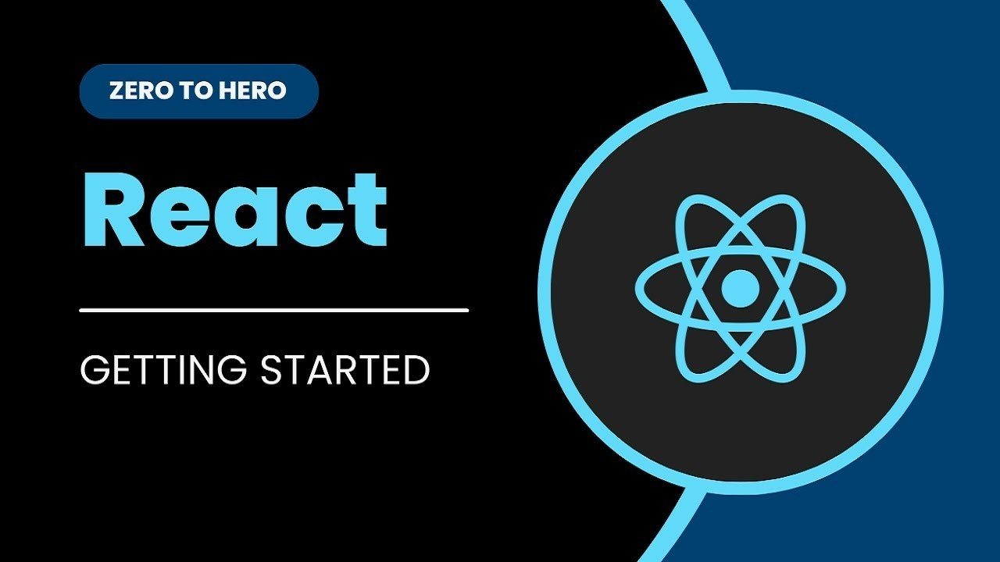 ZERO TO HERO
React
GETTING STARTED